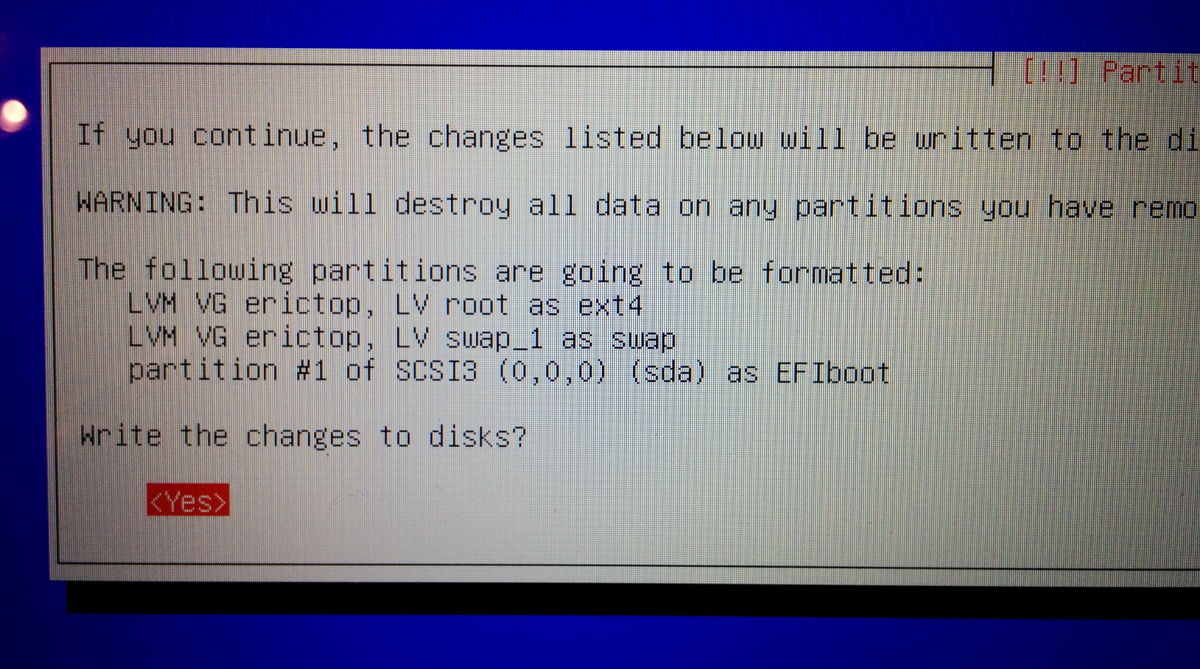 [!!] Partit
If you continue, the changes listed below will be written to the di
WARNING: This will destroy all data on any partitions you have remo
The following partitions are going to be formatted:
LVM VG erictop, LV root as ext4
LVM VG erictop, LV swap_1 as swap
partition #1 of SCSI3 (0,0,0) (sda) as EFIboot
Write the changes to disks?
<Yes>